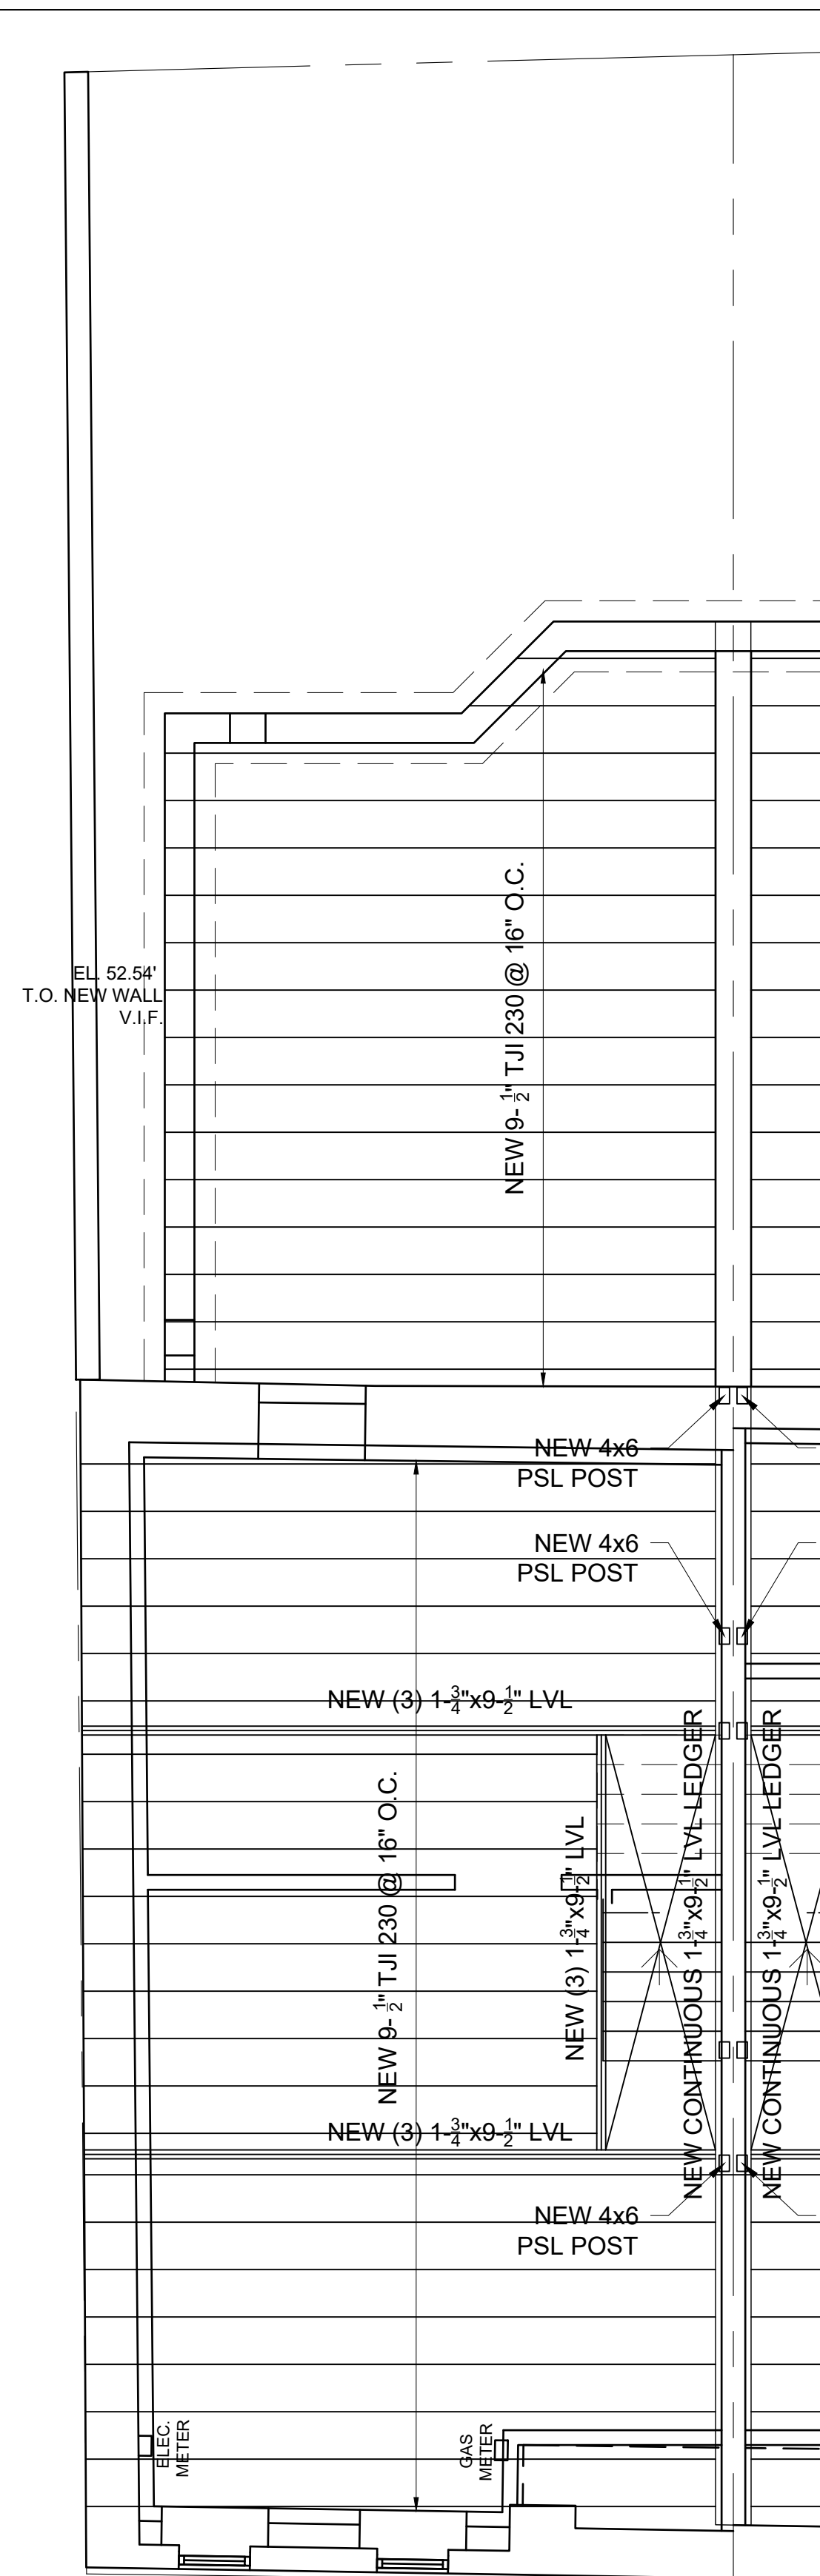 NEW 9-1/2" TJI 230 @ 16" O.C.
EL. 52.54'
T.O. NEW WALL
V.I.F.
NEW 4x6
PSL POST
NEW 4x6
PSL POST
NEW (3) 1-3/4"x9-1/2" LVL
NEW 9-1/2" TJI 230 @ 16" O.C.
NEW (3) 1-3/4"x9-1/2" LVL
NEW CONTINUOUS 1-3/4"x9-1/2" LVL LEDGER
NEW CONTINUOUS 1-3/4"x9-1/2" LVL LEDGER
NEW (3) 1-3/4"x9-1/2" LVL
NEW 4x6
PSL POST
ELEC.
METER
GAS
METER